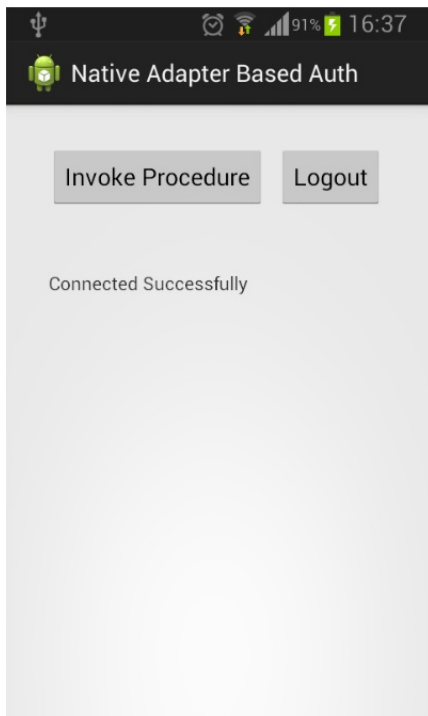 91% 16:37
Native Adapter Based Auth
Invoke Procedure Logout
Connected Successfully